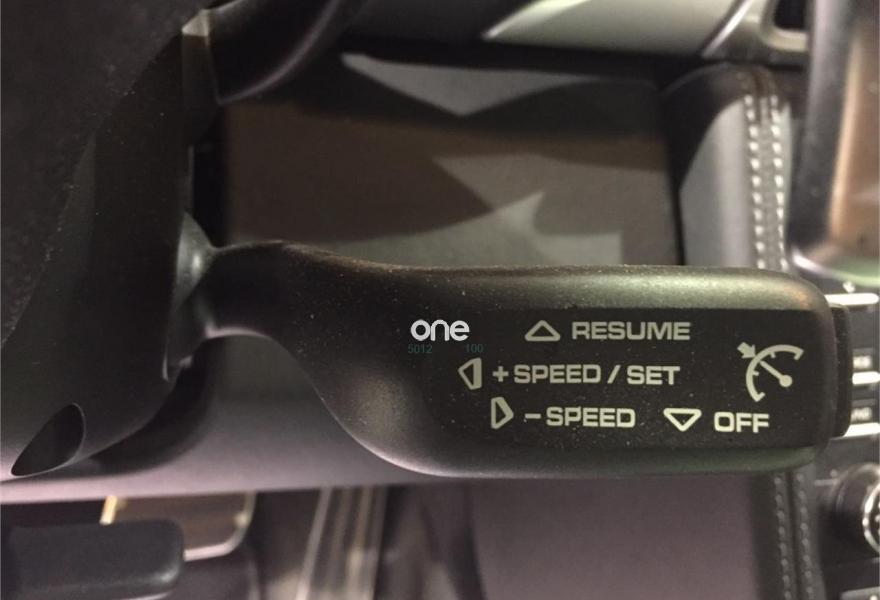 one
5012 100
RESUME
+SPEED / SET
-SPEED OFF